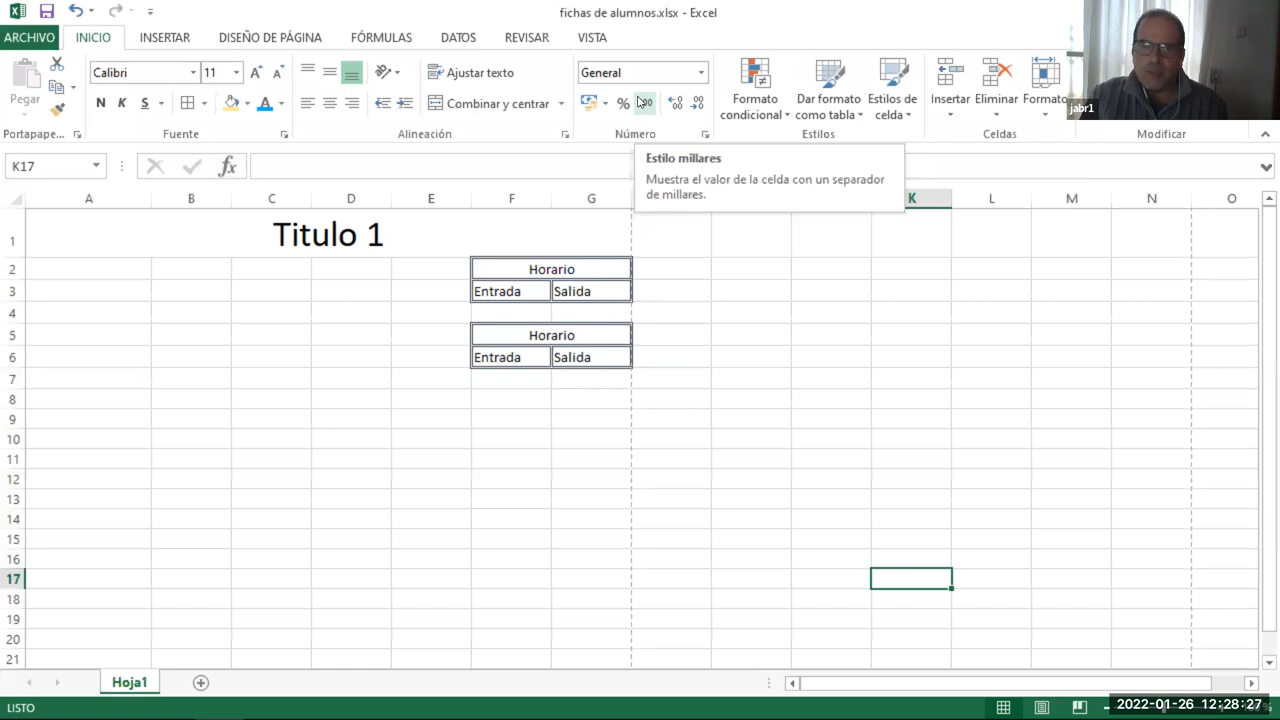 fichas de alumnos.xlsx - Excel
ARCHIVO INICIO INSERTAR DISEÑO DE PÁGINA FÓRMULAS DATOS REVISAR VISTA
Calibri 11 Ajustar texto General
Pegar N K S Combinar y centrar % 000 Formato condicional Dar formato como tabla Estilos de celda Insertar Eliminar Formato
jabr1
Portapape... Fuente Alineación Número Estilos Celdas Modificar
K17 fx
Estilo millares
Muestra el valor de la celda con un separador
de millares.
A B C D E F G K L M N O
1 Titulo 1
2 Horario
3 Entrada Salida
4
5 Horario
6 Entrada Salida
7
8
9
10
11
12
13
14
15
16
17
18
19
20
21
Hoja1
LISTO
2022-01-26 12:28:27